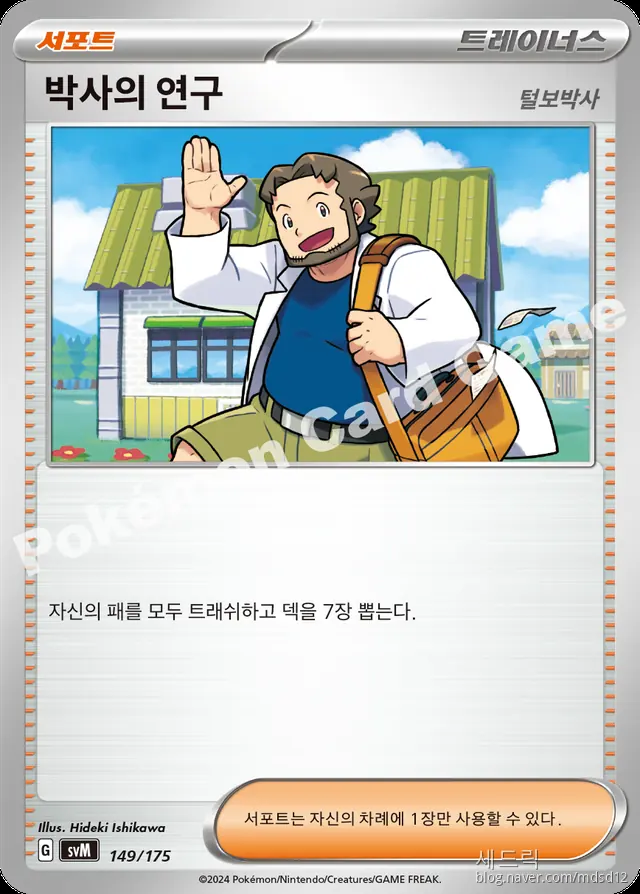 서포트
트레이너스
박사의 연구
털보박사
Pokémon Card Game
자신의 패를 모두 트래쉬하고 덱을 7장 뽑는다.
서포트는 자신의 차례에 1장만 사용할 수 있다.
Illus. Hideki Ishikawa
G svM 149/175
©2024 Pokémon/Nintendo/Creatures/GAME FREAK.
세드릭
blog.naver.com/mdsd12